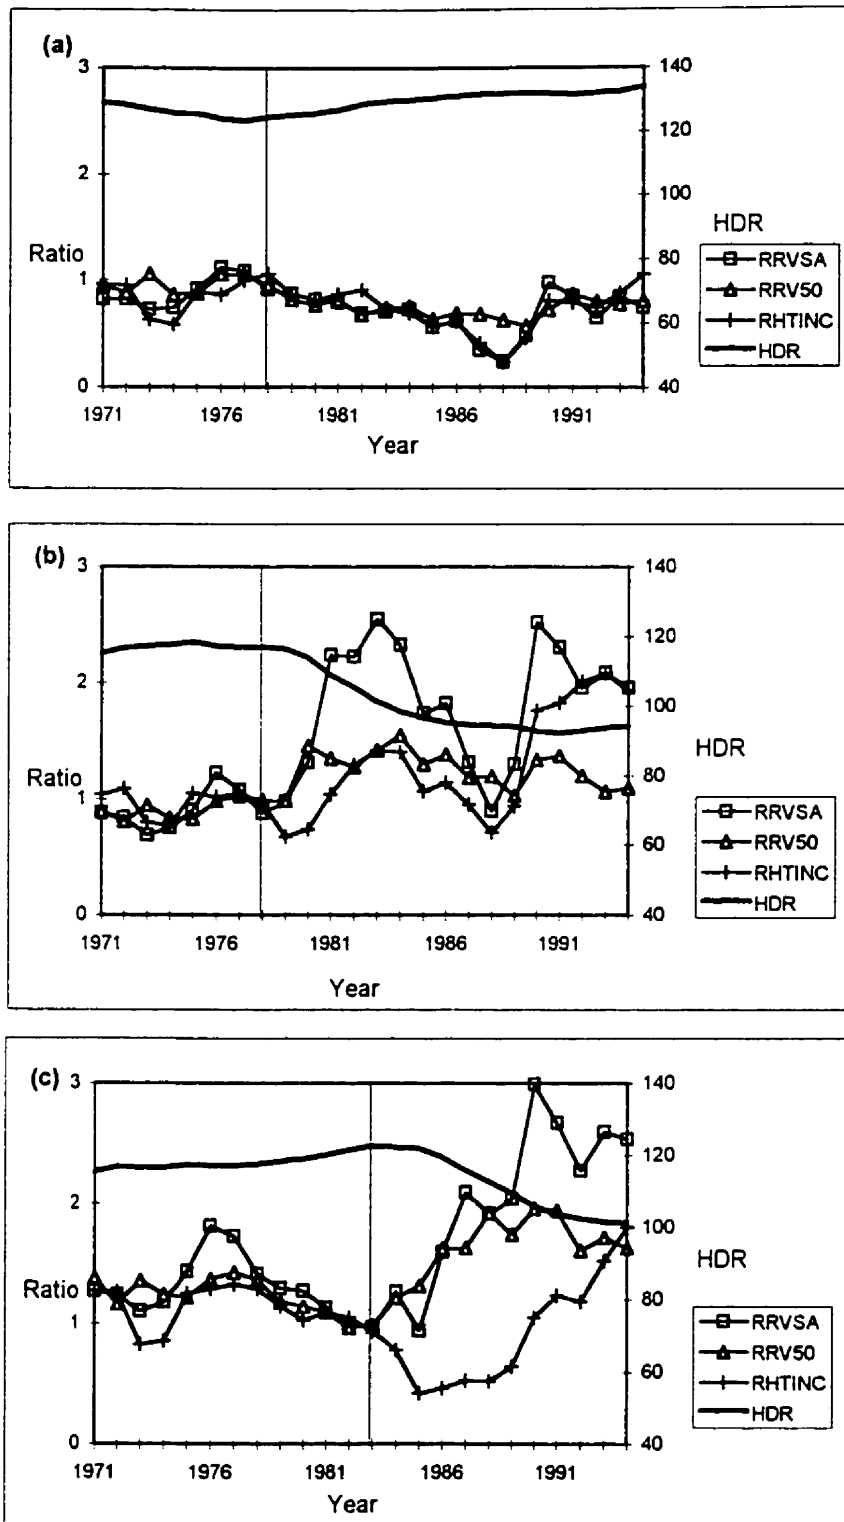 (a)
3
2
1
0
Ratio
140
120
100
80
60
40
HDR
RRVSA
RRV50
RHTINC
HDR
1971
1976
1981
1986
1991
Year
(b)
3
2
1
0
Ratio
140
120
100
80
60
40
HDR
RRVSA
RRV50
RHTINC
HDR
1971
1976
1981
1986
1991
Year
(c)
3
2
1
0
Ratio
140
120
100
80
60
40
HDR
RRVSA
RRV50
RHTINC
HDR
1971
1976
1981
1986
1991
Year